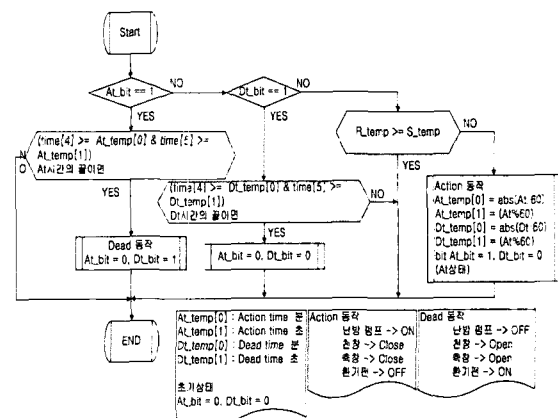 Start
At_bit == 1
NO
Dt_bit == 1
NO
YES
YES
R_temp >= S_temp
NO
(time[4] >= At_temp[0] & time[5] >=
At_temp[1])
At시간의 끝이면
NO
YES
(time[4] >= Dt_temp[0] & time[5] >=
Dt_temp[1])
Dt시간의 끝이면
NO
YES
YES
Action 동작
At_temp[0] = abs(At/60)
At_temp[1] = (At%60)
Dt_temp[0] = abs(Dt/60)
Dt_temp[1] = (At%60)
bit At_bit = 1, Dt_bit = 0
(At상태)
Dead 동작
At_bit = 0, Dt_bit = 1
At_bit = 0, Dt_bit = 0
END
At_temp[0] : Action time 분
At_temp[1] : Action time 초
Dt_temp[0] : Dead time 분
Dt_temp[1] : Dead time 초
초기상태
At_bit = 0, Dt_bit = 0
Action 동작
난방 펌프 -> ON
천창 -> Close
측창 -> Close
환기팬 -> OFF
Dead 동작
난방 펌프 -> OFF
천창 -> Open
측창 -> Open
환기팬 -> ON